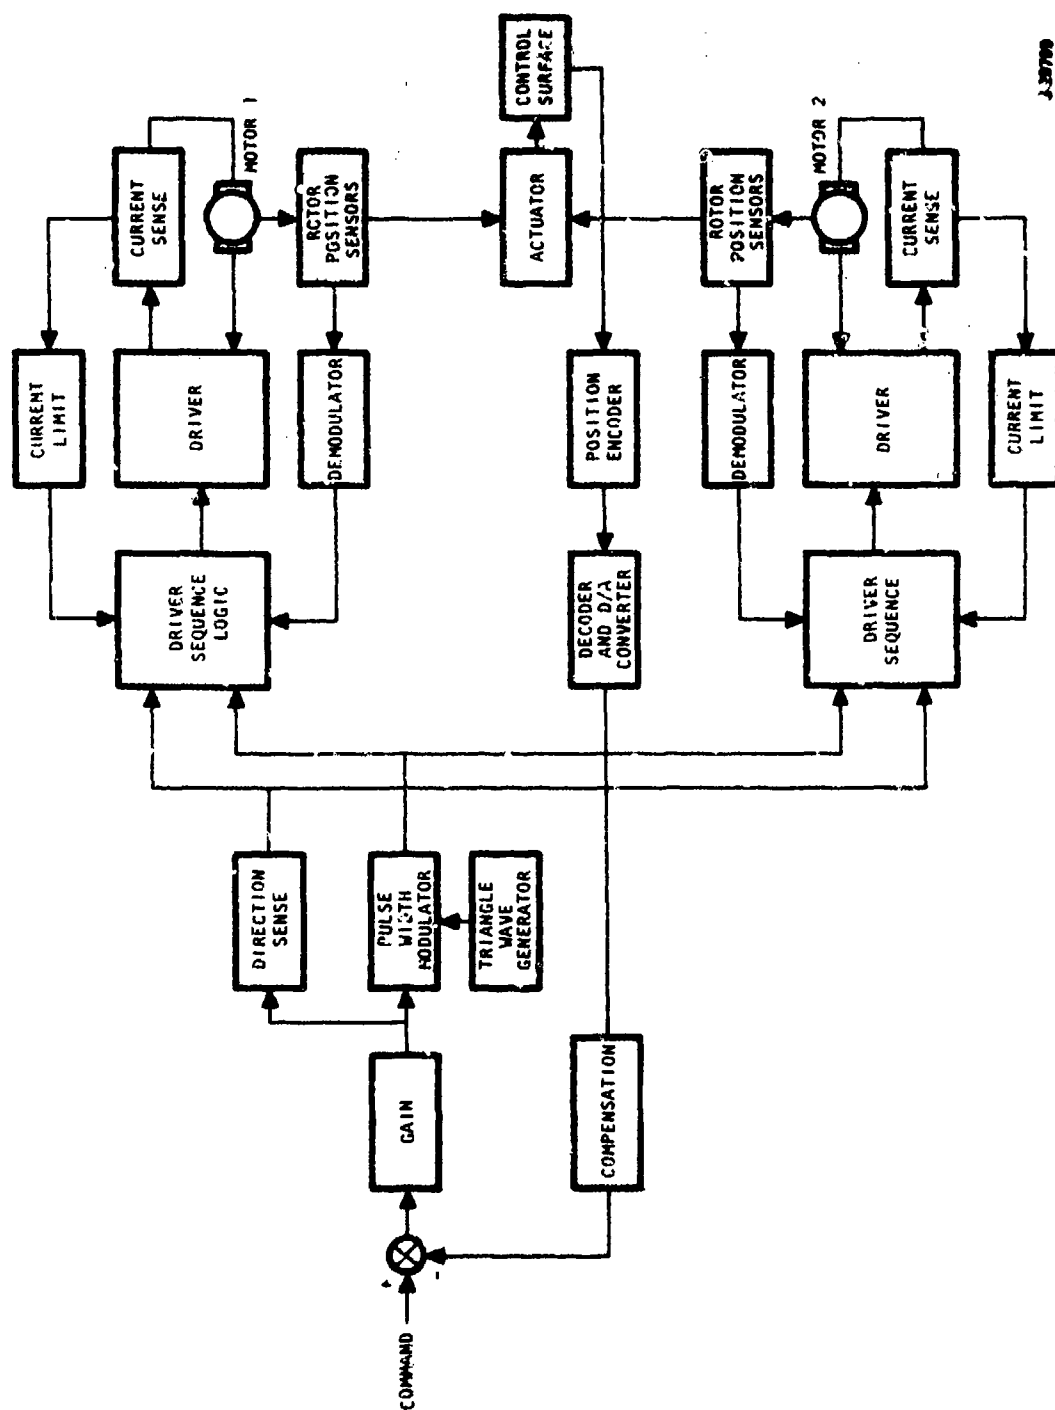 COMMAND
+
-
GAIN
COMPENSATION
DIRECTION
SENSE
PULSE
WIDTH
MODULATOR
TRIANGLE
WAVE
GENERATOR
DRIVER
SEQUENCE
LOGIC
CURRENT
LIMIT
DRIVER
DEMODULATOR
CURRENT
SENSE
MOTOR 1
ROTOR
POSITION
SENSORS
DECODER
AND D/A
CONVERTER
POSITION
ENCODER
ACTUATOR
CONTROL
SURFACE
DRIVER
SEQUENCE
DEMODULATOR
DRIVER
CURRENT
LIMIT
ROTOR
POSITION
SENSORS
MOTOR 2
CURRENT
SENSE